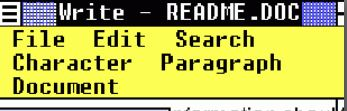 Write - README.DOC
File Edit Search
Character Paragraph
Document